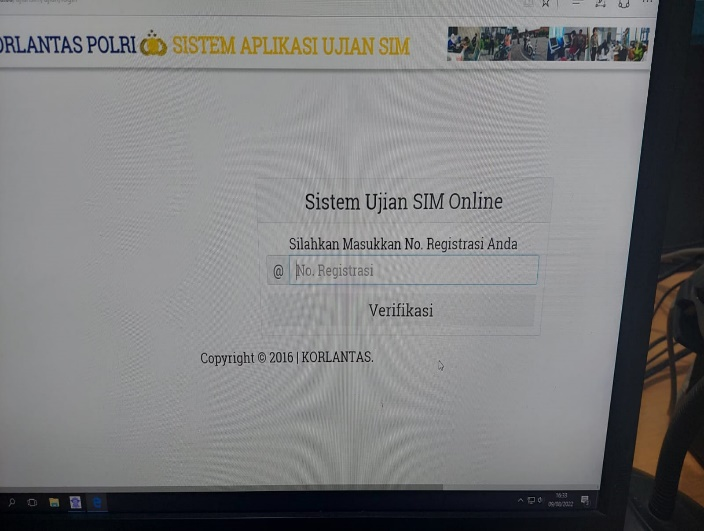 ORLANTAS POLRI SISTEM APLIKASI UJIAN SIM
Sistem Ujian SIM Online
Silahkan Masukkan No. Registrasi Anda
@ No. Registrasi
Verifikasi
Copyright © 2016 | KORLANTAS.